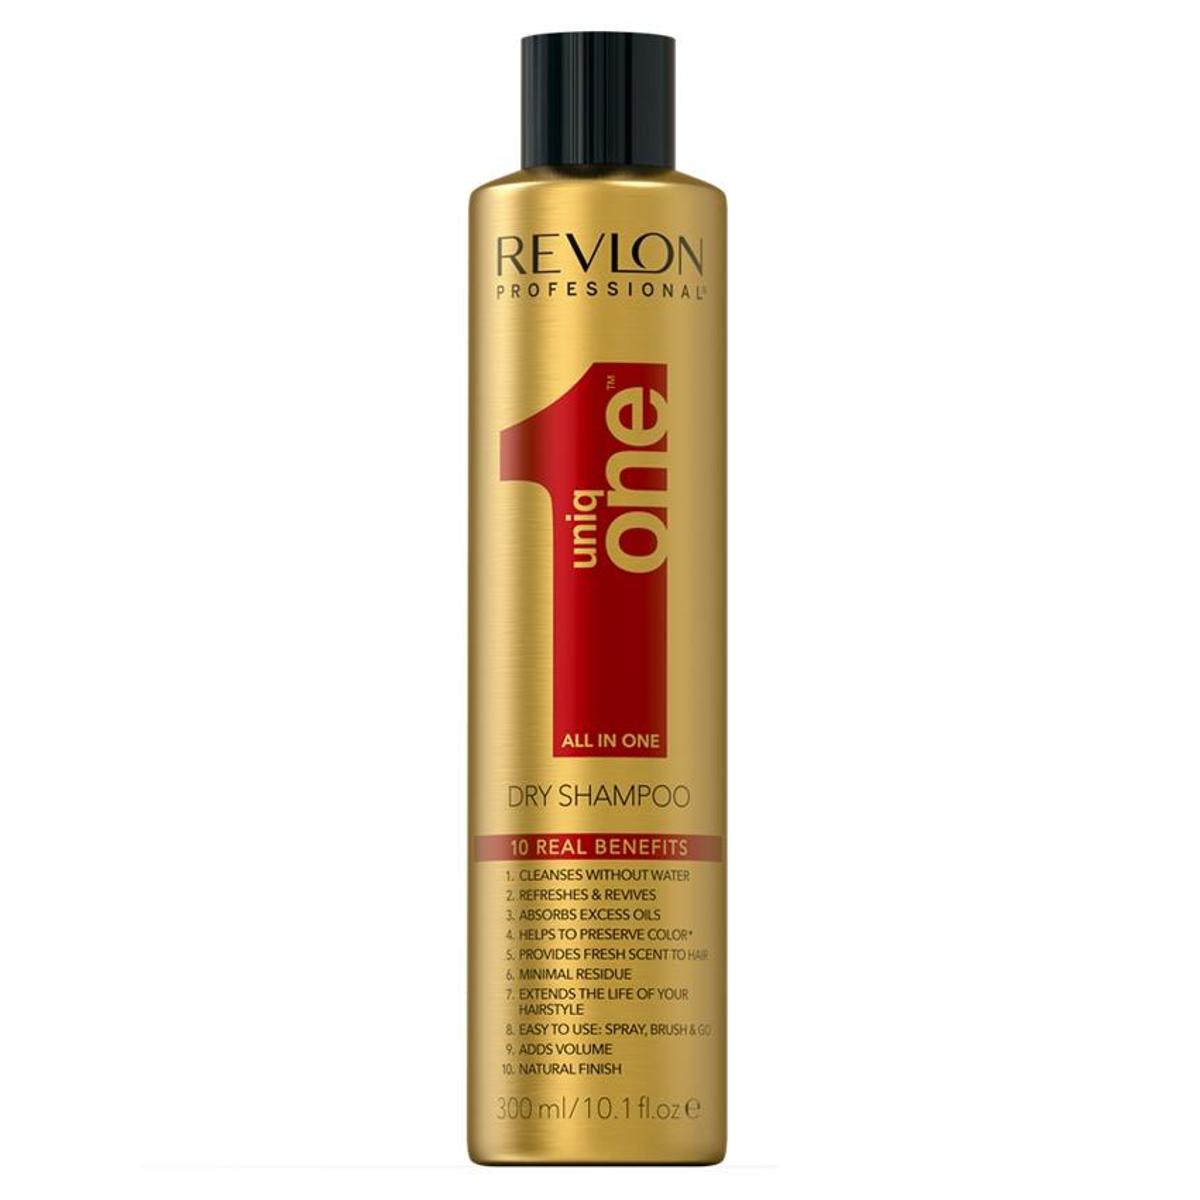 REVLON
PROFESSIONAL®
uniq
one™
ALL IN ONE
DRY SHAMPOO
10 REAL BENEFITS
1. CLEANSES WITHOUT WATER
2. REFRESHES & REVIVES
3. ABSORBS EXCESS OILS
4. HELPS TO PRESERVE COLOR*
5. PROVIDES FRESH SCENT TO HAIR
6. MINIMAL RESIDUE
7. EXTENDS THE LIFE OF YOUR
HAIRSTYLE
8. EASY TO USE: SPRAY, BRUSH & GO
9. ADDS VOLUME
10. NATURAL FINISH
300 ml/10.1 fl.oz ℮